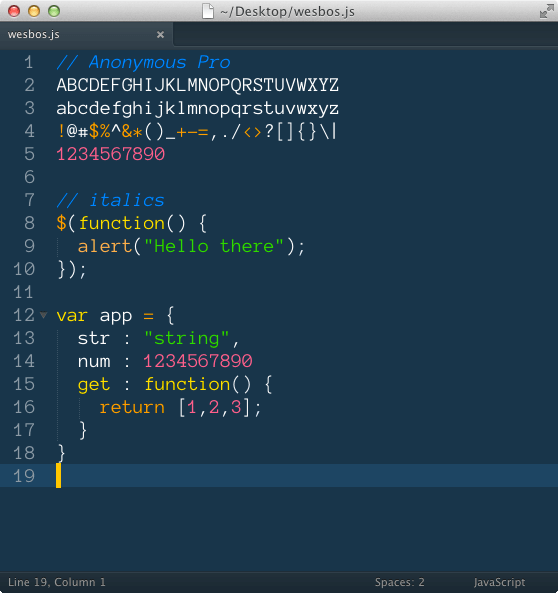 ~/Desktop/wesbos.js
wesbos.js ×
1 // Anonymous Pro
2 ABCDEFGHIJKLMNOPQRSTUVWXYZ
3 abcdefghijklmnopqrstuvwxyz
4 !@#$%^&*()_+-=,./<>?[]{}\|
5 1234567890
6
7 // italics
8 $(function() {
9   alert("Hello there");
10 });
11
12 var app = {
13   str : "string",
14   num : 1234567890
15   get : function() {
16     return [1,2,3];
17   }
18 }
19
Line 19, Column 1 Spaces: 2 JavaScript